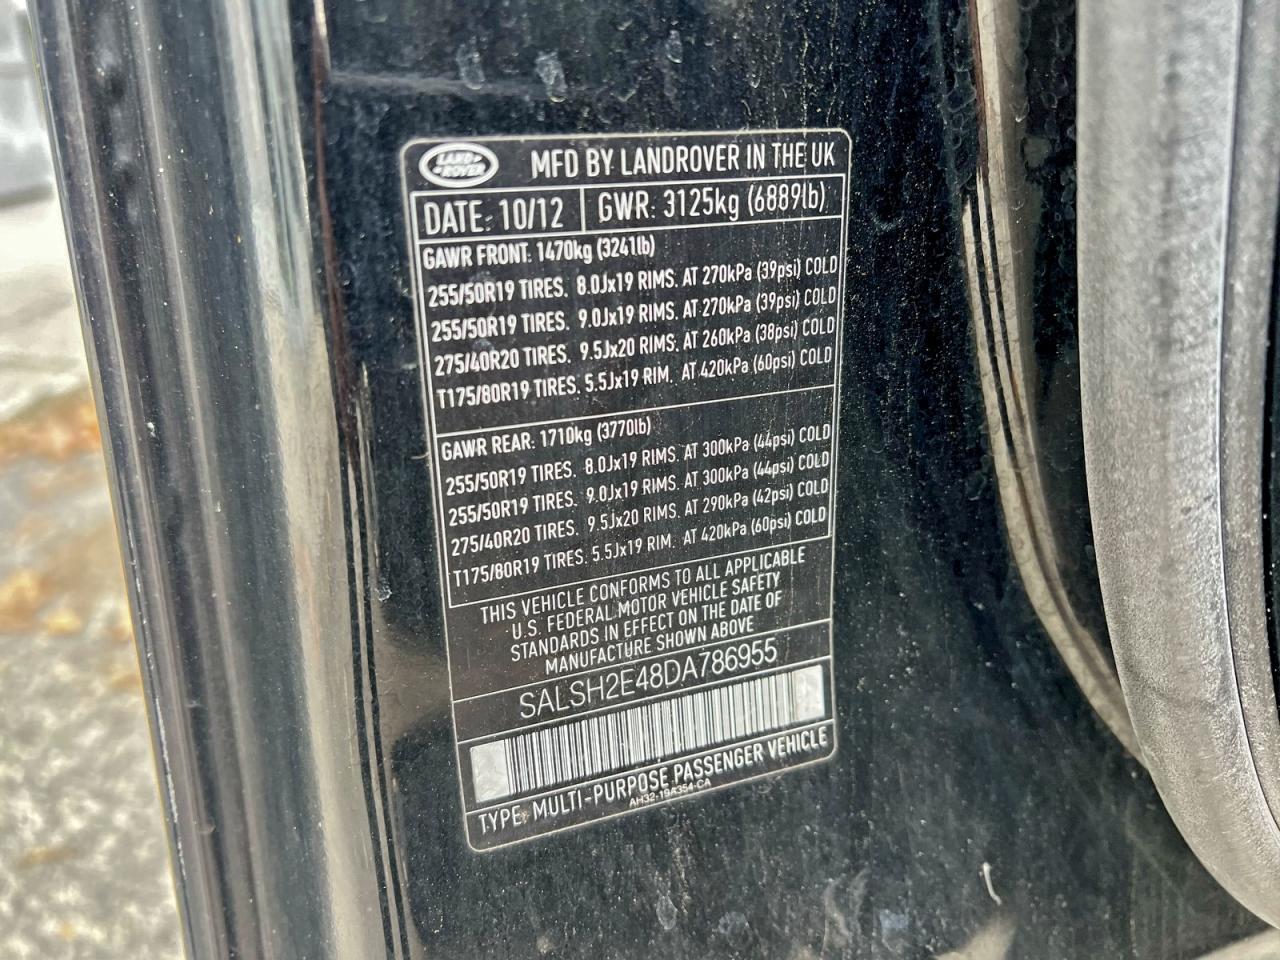 LAND ROVER
MFD BY LANDROVER IN THE UK
DATE: 10/12 GWR: 3125kg (6889lb)
GAWR FRONT: 1470kg (3241lb)
255/50R19 TIRES. 8.0Jx19 RIMS. AT 270kPa (39psi) COLD
255/50R19 TIRES. 9.0Jx19 RIMS. AT 270kPa (39psi) COLD
275/40R20 TIRES. 9.5Jx20 RIMS. AT 260kPa (38psi) COLD
T175/80R19 TIRES. 5.5Jx19 RIM. AT 420kPa (60psi) COLD
GAWR REAR: 1710kg (3770lb)
255/50R19 TIRES. 8.0Jx19 RIMS. AT 300kPa (44psi) COLD
255/50R19 TIRES. 9.0Jx19 RIMS. AT 300kPa (44psi) COLD
275/40R20 TIRES. 9.5Jx20 RIMS. AT 290kPa (42psi) COLD
T175/80R19 TIRES. 5.5Jx19 RIM. AT 420kPa (60psi) COLD
THIS VEHICLE CONFORMS TO ALL APPLICABLE
U.S. FEDERAL MOTOR VEHICLE SAFETY
STANDARDS IN EFFECT ON THE DATE OF
MANUFACTURE SHOWN ABOVE
SALSH2E48DA786955
TYPE: MULTI-PURPOSE PASSENGER VEHICLE
AH32-19A354-CA